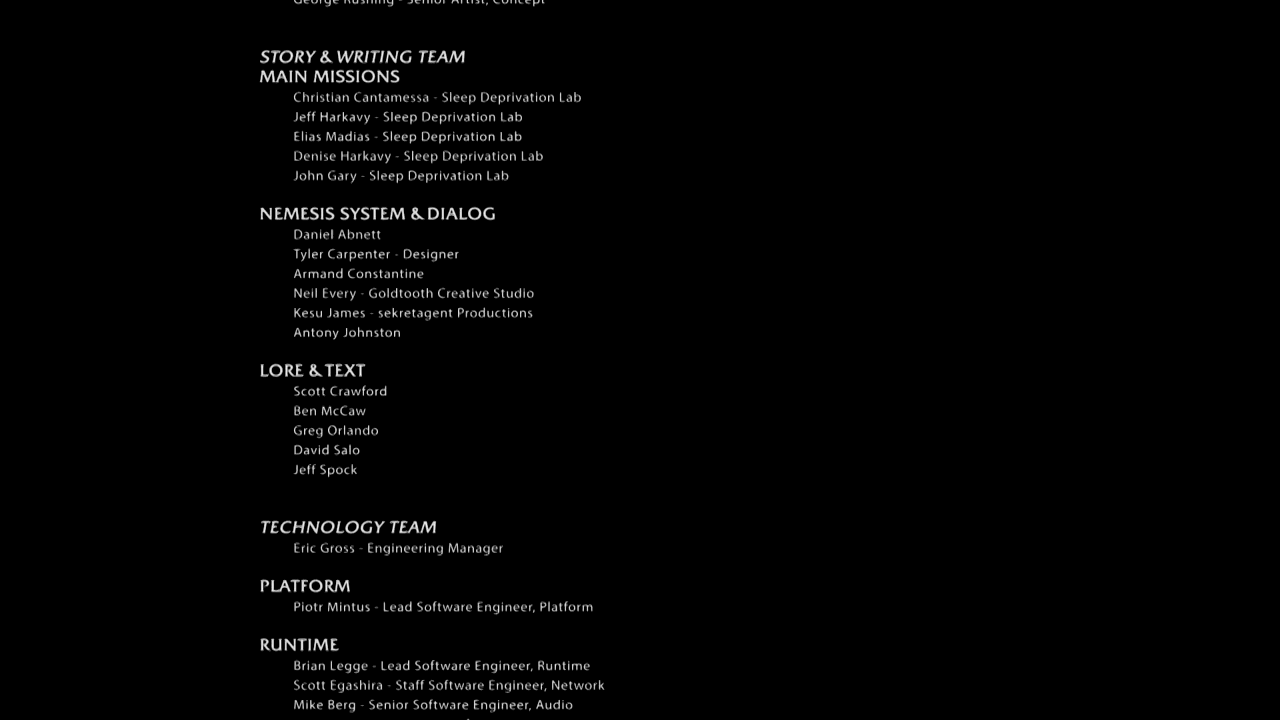 George Rushing - Senior Artist, Concept
STORY & WRITING TEAM
MAIN MISSIONS
Christian Cantamessa - Sleep Deprivation Lab
Jeff Harkavy - Sleep Deprivation Lab
Elias Madias - Sleep Deprivation Lab
Denise Harkavy - Sleep Deprivation Lab
John Gary - Sleep Deprivation Lab
NEMESIS SYSTEM & DIALOG
Daniel Abnett
Tyler Carpenter - Designer
Armand Constantine
Neil Every - Goldtooth Creative Studio
Kesu James - sekretagent Productions
Antony Johnston
LORE & TEXT
Scott Crawford
Ben McCaw
Greg Orlando
David Salo
Jeff Spock
TECHNOLOGY TEAM
Eric Gross - Engineering Manager
PLATFORM
Piotr Mintus - Lead Software Engineer, Platform
RUNTIME
Brian Legge - Lead Software Engineer, Runtime
Scott Egashira - Staff Software Engineer, Network
Mike Berg - Senior Software Engineer, Audio